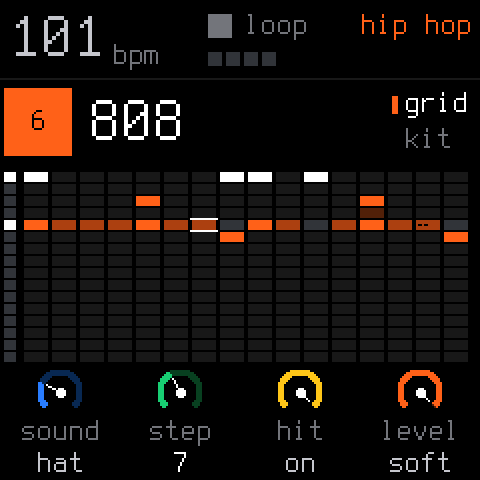 101 bpm loop hip hop
6 808 grid
kit
--
sound step hit level
hat 7 on soft